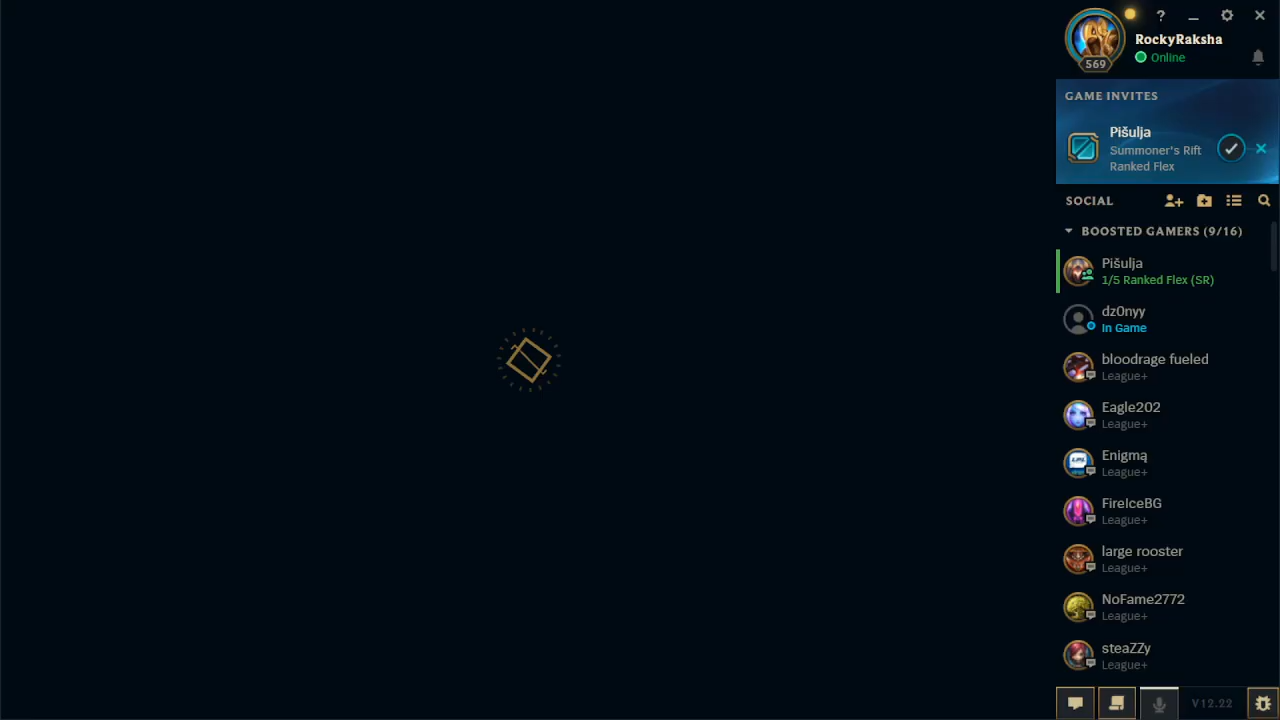 ?
RockyRaksha
569
Online
GAME INVITES
Pišulja
Summoner's Rift
Ranked Flex
SOCIAL
BOOSTED GAMERS (9/16)
Pišulja
1/5 Ranked Flex (SR)
dz0nyy
In Game
bloodrage fueled
League+
Eagle202
League+
Enigmą
League+
LPL
FireIceBG
League+
large rooster
League+
NoFame2772
League+
steaZZy
League+
V12.22